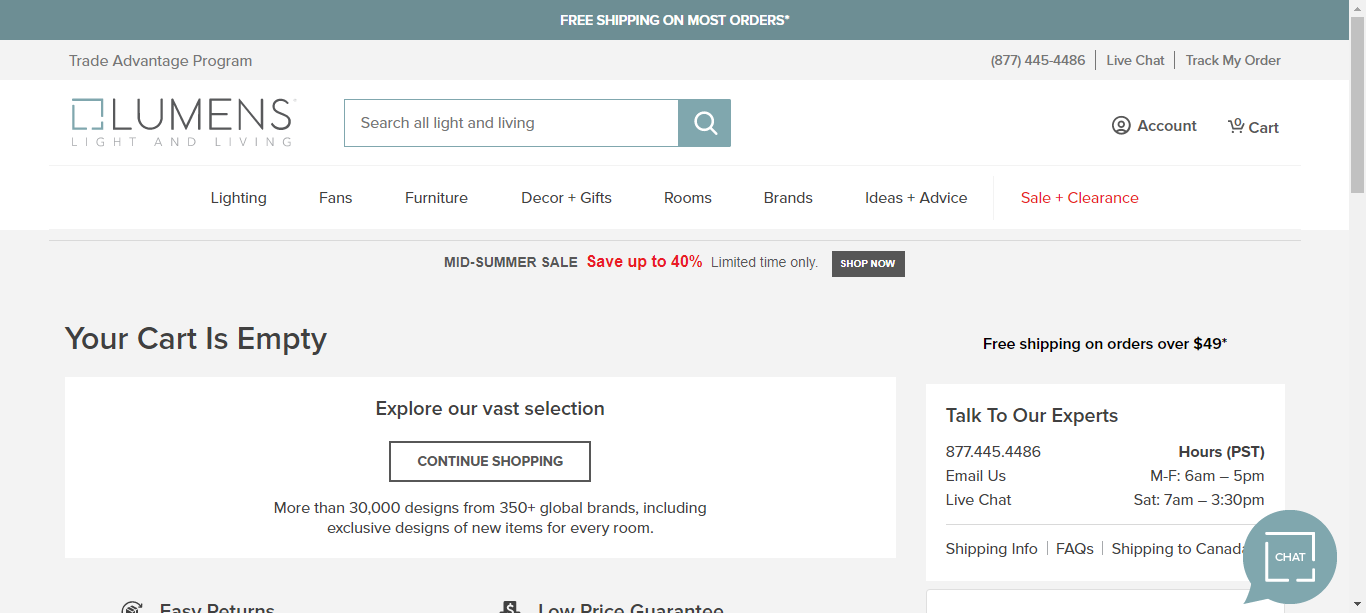 FREE SHIPPING ON MOST ORDERS*
Trade Advantage Program
(877) 445-4486 Live Chat Track My Order
LUMENS
LIGHT AND LIVING
Search all light and living
Account
0 Cart
Lighting Fans Furniture Decor + Gifts Rooms Brands Ideas + Advice Sale + Clearance
MID-SUMMER SALE Save up to 40% Limited time only. SHOP NOW
Your Cart Is Empty
Explore our vast selection
CONTINUE SHOPPING
More than 30,000 designs from 350+ global brands, including
exclusive designs of new items for every room.
Easy Returns
Low Price Guarantee
Free shipping on orders over $49*
Talk To Our Experts
877.445.4486 Hours (PST)
Email Us M-F: 6am – 5pm
Live Chat Sat: 7am – 3:30pm
Shipping Info FAQs Shipping to Canada
CHAT